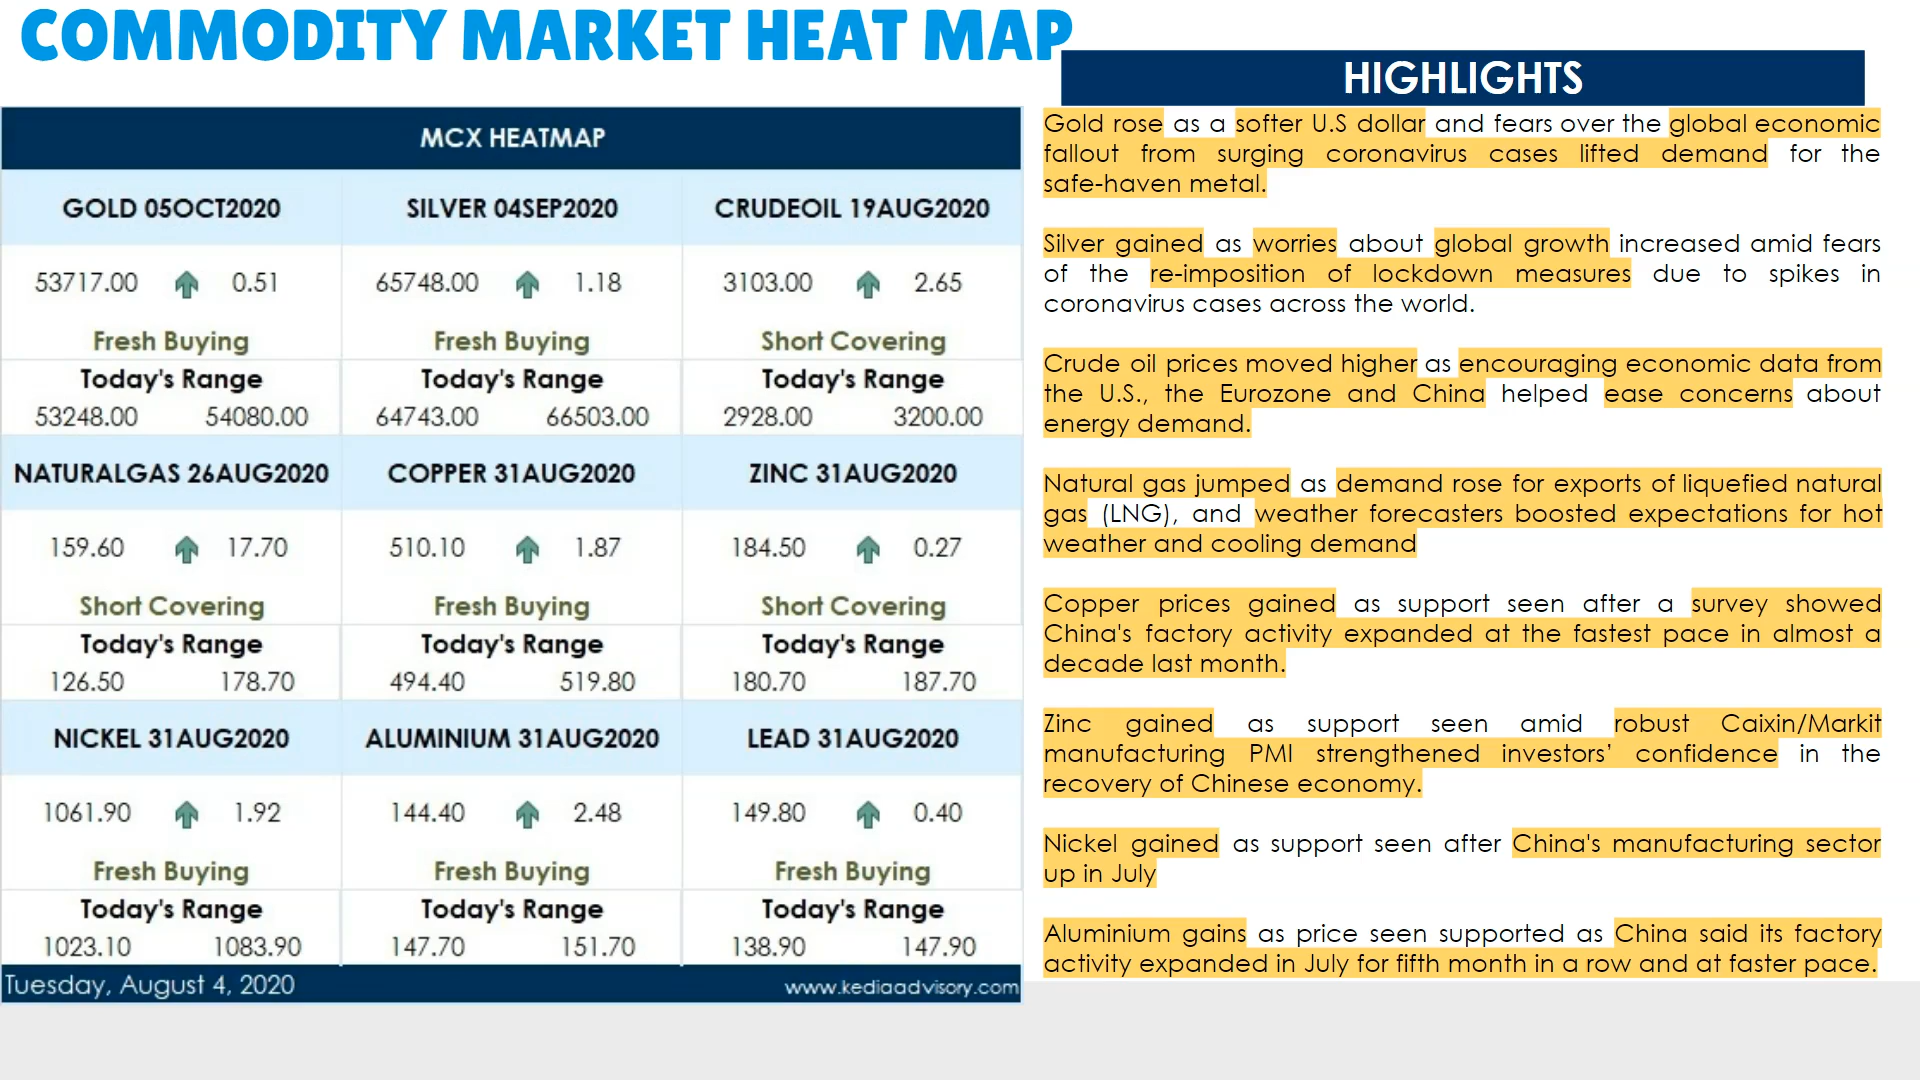 COMMODITY MARKET HEAT MAP
MCX HEATMAP
GOLD 05OCT2020 SILVER 04SEP2020 CRUDEOIL 19AUG2020
53717.00 0.51 65748.00 1.18 3103.00 2.65
Fresh Buying Fresh Buying Short Covering
Today's Range Today's Range Today's Range
53248.00 54080.00 64743.00 66503.00 2928.00 3200.00
NATURALGAS 26AUG2020 COPPER 31AUG2020 ZINC 31AUG2020
159.60 17.70 510.10 1.87 184.50 0.27
Short Covering Fresh Buying Short Covering
Today's Range Today's Range Today's Range
126.50 178.70 494.40 519.80 180.70 187.70
NICKEL 31AUG2020 ALUMINIUM 31AUG2020 LEAD 31AUG2020
1061.90 1.92 144.40 2.48 149.80 0.40
Fresh Buying Fresh Buying Fresh Buying
Today's Range Today's Range Today's Range
1023.10 1083.90 147.70 151.70 138.90 147.90
Tuesday, August 4, 2020 www.kediaadvisory.com
HIGHLIGHTS
Gold rose as a softer U.S dollar and fears over the global economic
fallout from surging coronavirus cases lifted demand for the
safe-haven metal.
Silver gained as worries about global growth increased amid fears
of the re-imposition of lockdown measures due to spikes in
coronavirus cases across the world.
Crude oil prices moved higher as encouraging economic data from
the U.S., the Eurozone and China helped ease concerns about
energy demand.
Natural gas jumped as demand rose for exports of liquefied natural
gas (LNG), and weather forecasters boosted expectations for hot
weather and cooling demand
Copper prices gained as support seen after a survey showed
China's factory activity expanded at the fastest pace in almost a
decade last month.
Zinc gained as support seen amid robust Caixin/Markit
manufacturing PMI strengthened investors’ confidence in the
recovery of Chinese economy.
Nickel gained as support seen after China's manufacturing sector
up in July
Aluminium gains as price seen supported as China said its factory
activity expanded in July for fifth month in a row and at faster pace.